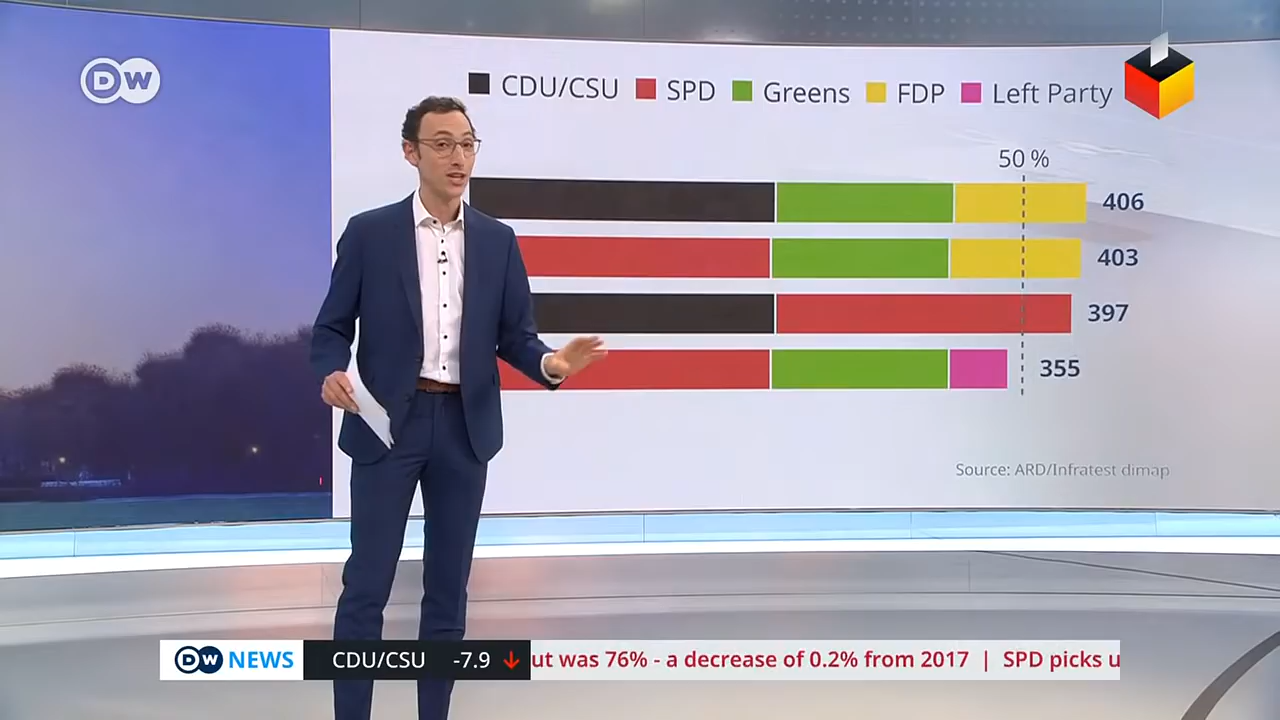 DW
CDU/CSU SPD Greens FDP Left Party
50 %
406
403
397
355
Source: ARD/Infratest dimap
DW NEWS CDU/CSU -7.9 ut was 76% - a decrease of 0.2% from 2017 | SPD picks u